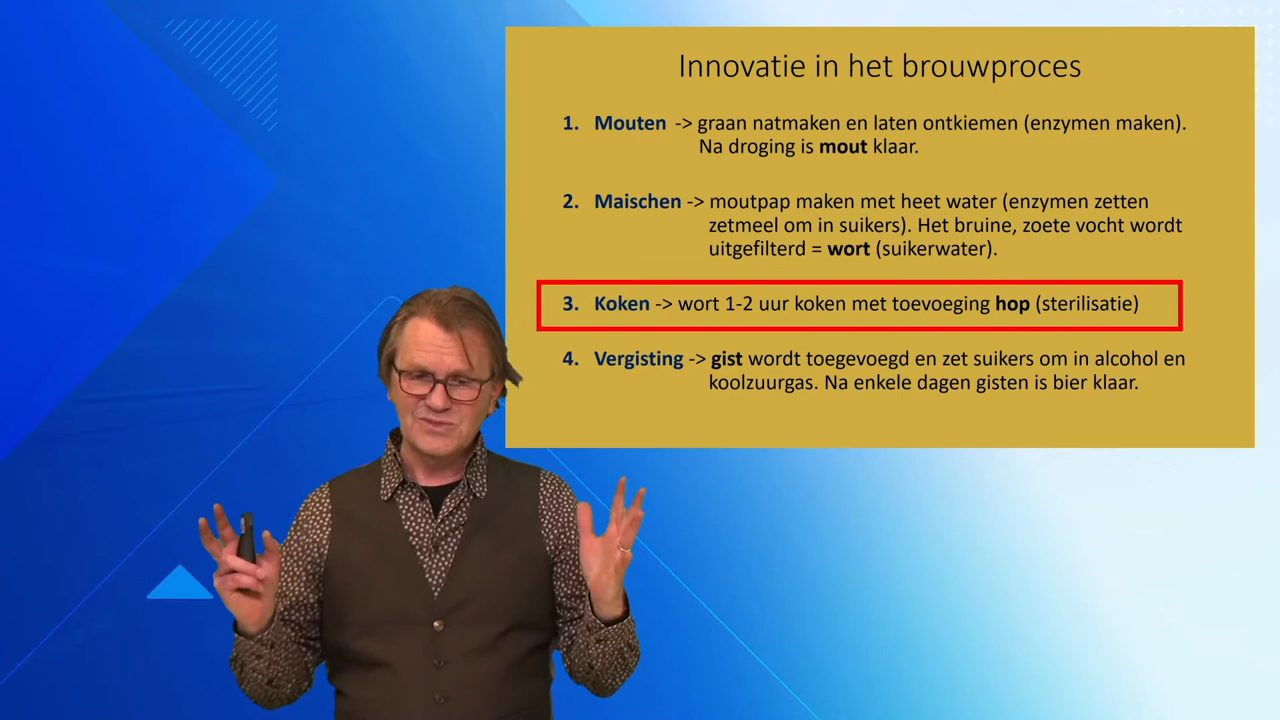 Innovatie in het brouwproces
1. Mouten -> graan natmaken en laten ontkiemen (enzymen maken).
Na droging is mout klaar.
2. Maischen -> moutpap maken met heet water (enzymen zetten
zetmeel om in suikers). Het bruine, zoete vocht wordt
uitgefilterd = wort (suikerwater).
3. Koken -> wort 1-2 uur koken met toevoeging hop (sterilisatie)
4. Vergisting -> gist wordt toegevoegd en zet suikers om in alcohol en
koolzuurgas. Na enkele dagen gisten is bier klaar.